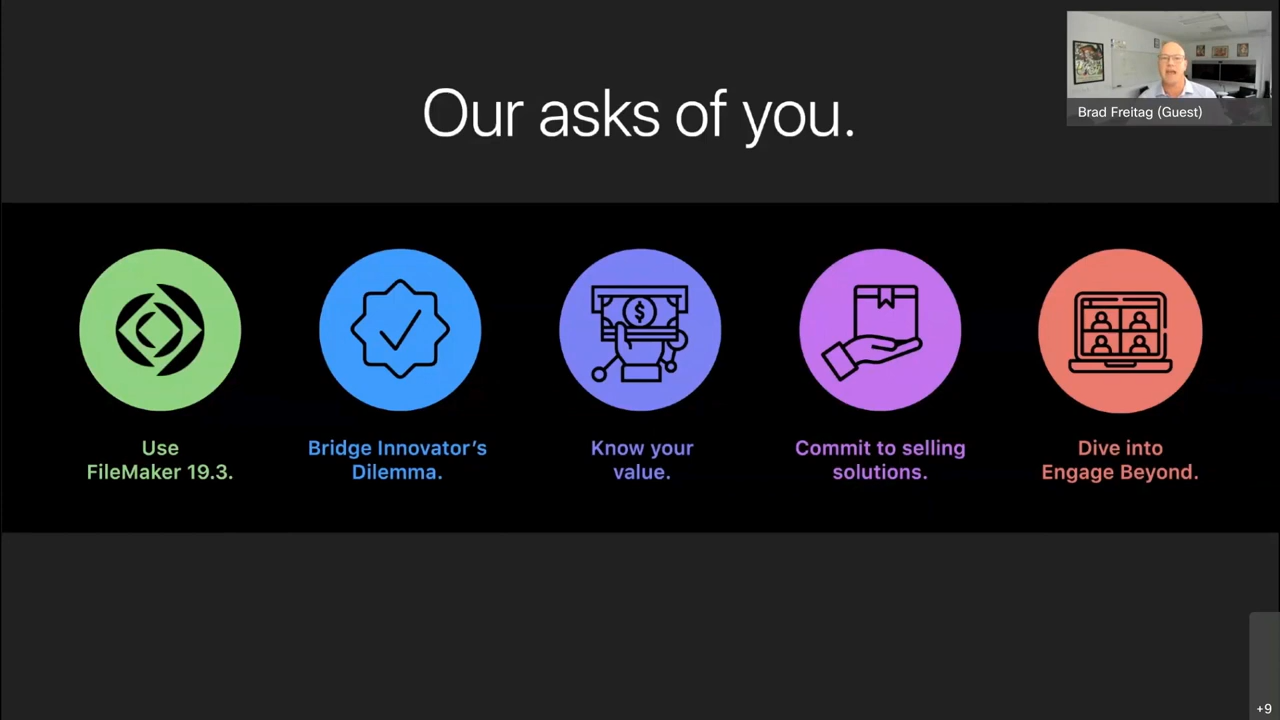 Our asks of you.
Brad Freitag (Guest)
$
Use
FileMaker 19.3.
Bridge Innovator's
Dilemma.
Know your
value.
Commit to selling
solutions.
Dive into
Engage Beyond.
+9